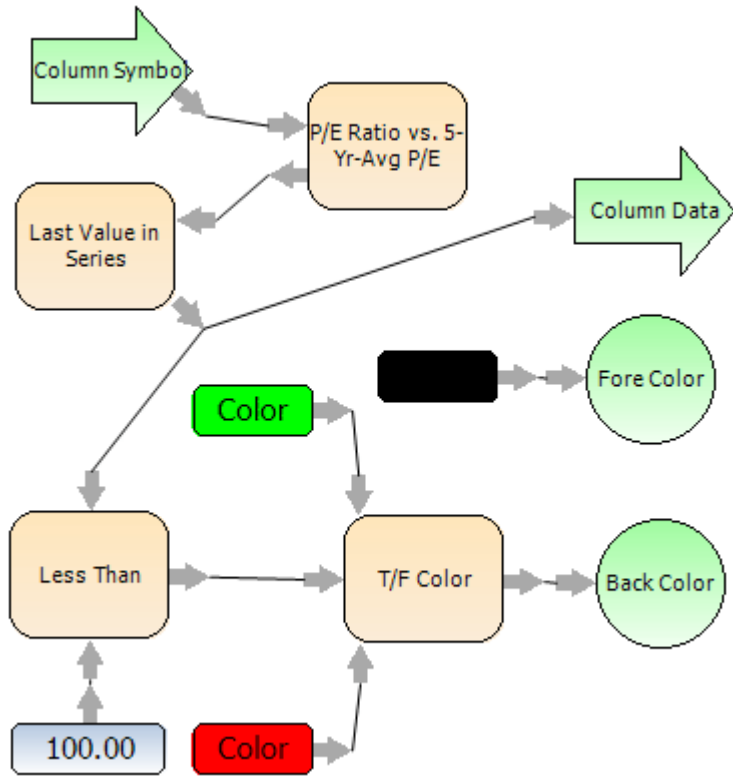 Column Symbol
P/E Ratio vs. 5-
Yr-Avg P/E
Last Value in
Series
Column Data
Fore Color
Color
Less Than
T/F Color
Back Color
100.00
Color